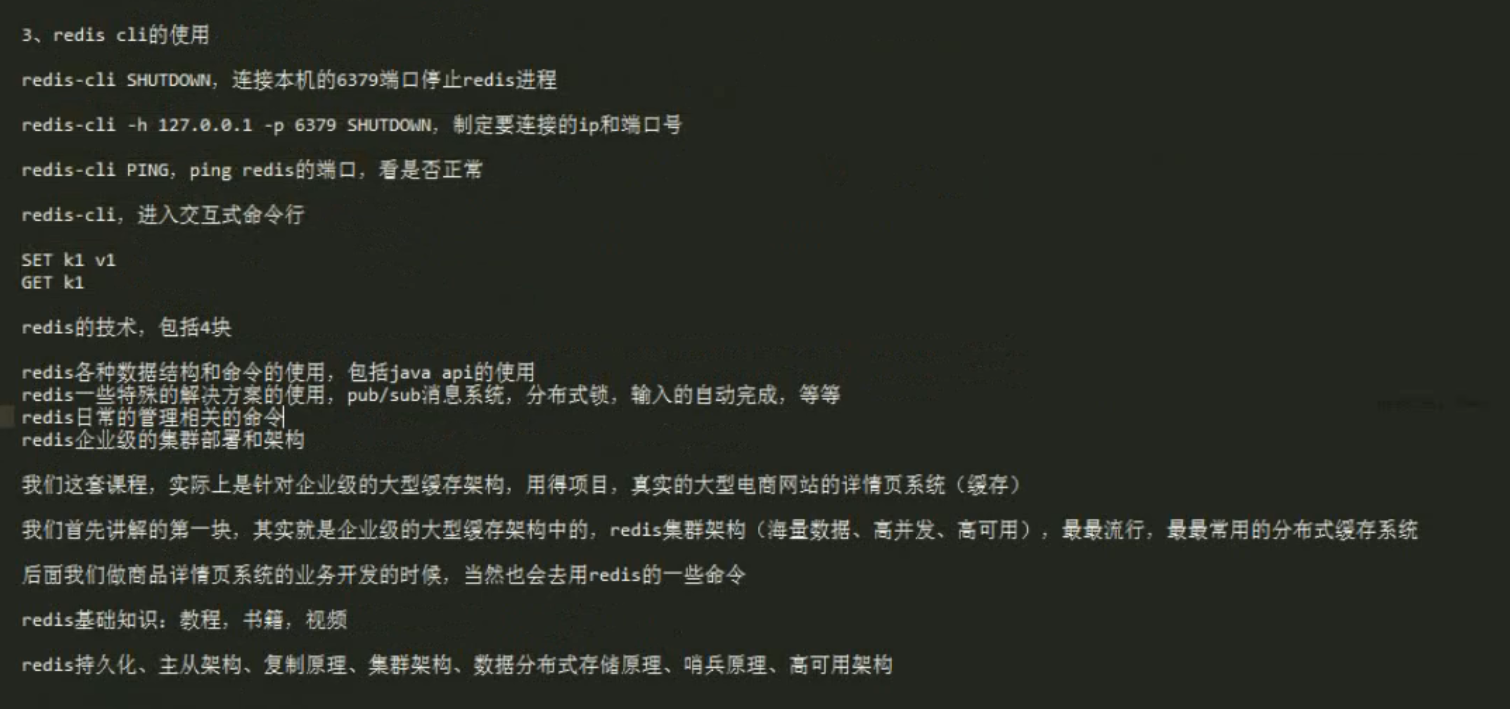 3、redis cli的使用
redis-cli SHUTDOWN，连接本机的6379端口停止redis进程
redis-cli -h 127.0.0.1 -p 6379 SHUTDOWN，制定要连接的ip和端口号
redis-cli PING，ping redis的端口，看是否正常
redis-cli，进入交互式命令行
SET k1 v1
GET k1
redis的技术，包括4块
redis各种数据结构和命令的使用，包括java api的使用
redis一些特殊的解决方案的使用，pub/sub消息系统，分布式锁，输入的自动完成，等等
redis日常的管理相关的命令
redis企业级的集群部署和架构
我们这套课程，实际上是针对企业级的大型缓存架构，用得项目，真实的大型电商网站的详情页系统（缓存）
我们首先讲解的第一块，其实就是企业级的大型缓存架构中的，redis集群架构（海量数据、高并发、高可用），最最流行，最最常用的分布式缓存系统
后面我们做商品详情页系统的业务开发的时候，当然也会去用redis的一些命令
redis基础知识：教程，书籍，视频
redis持久化、主从架构、复制原理、集群架构、数据分布式存储原理、哨兵原理、高可用架构